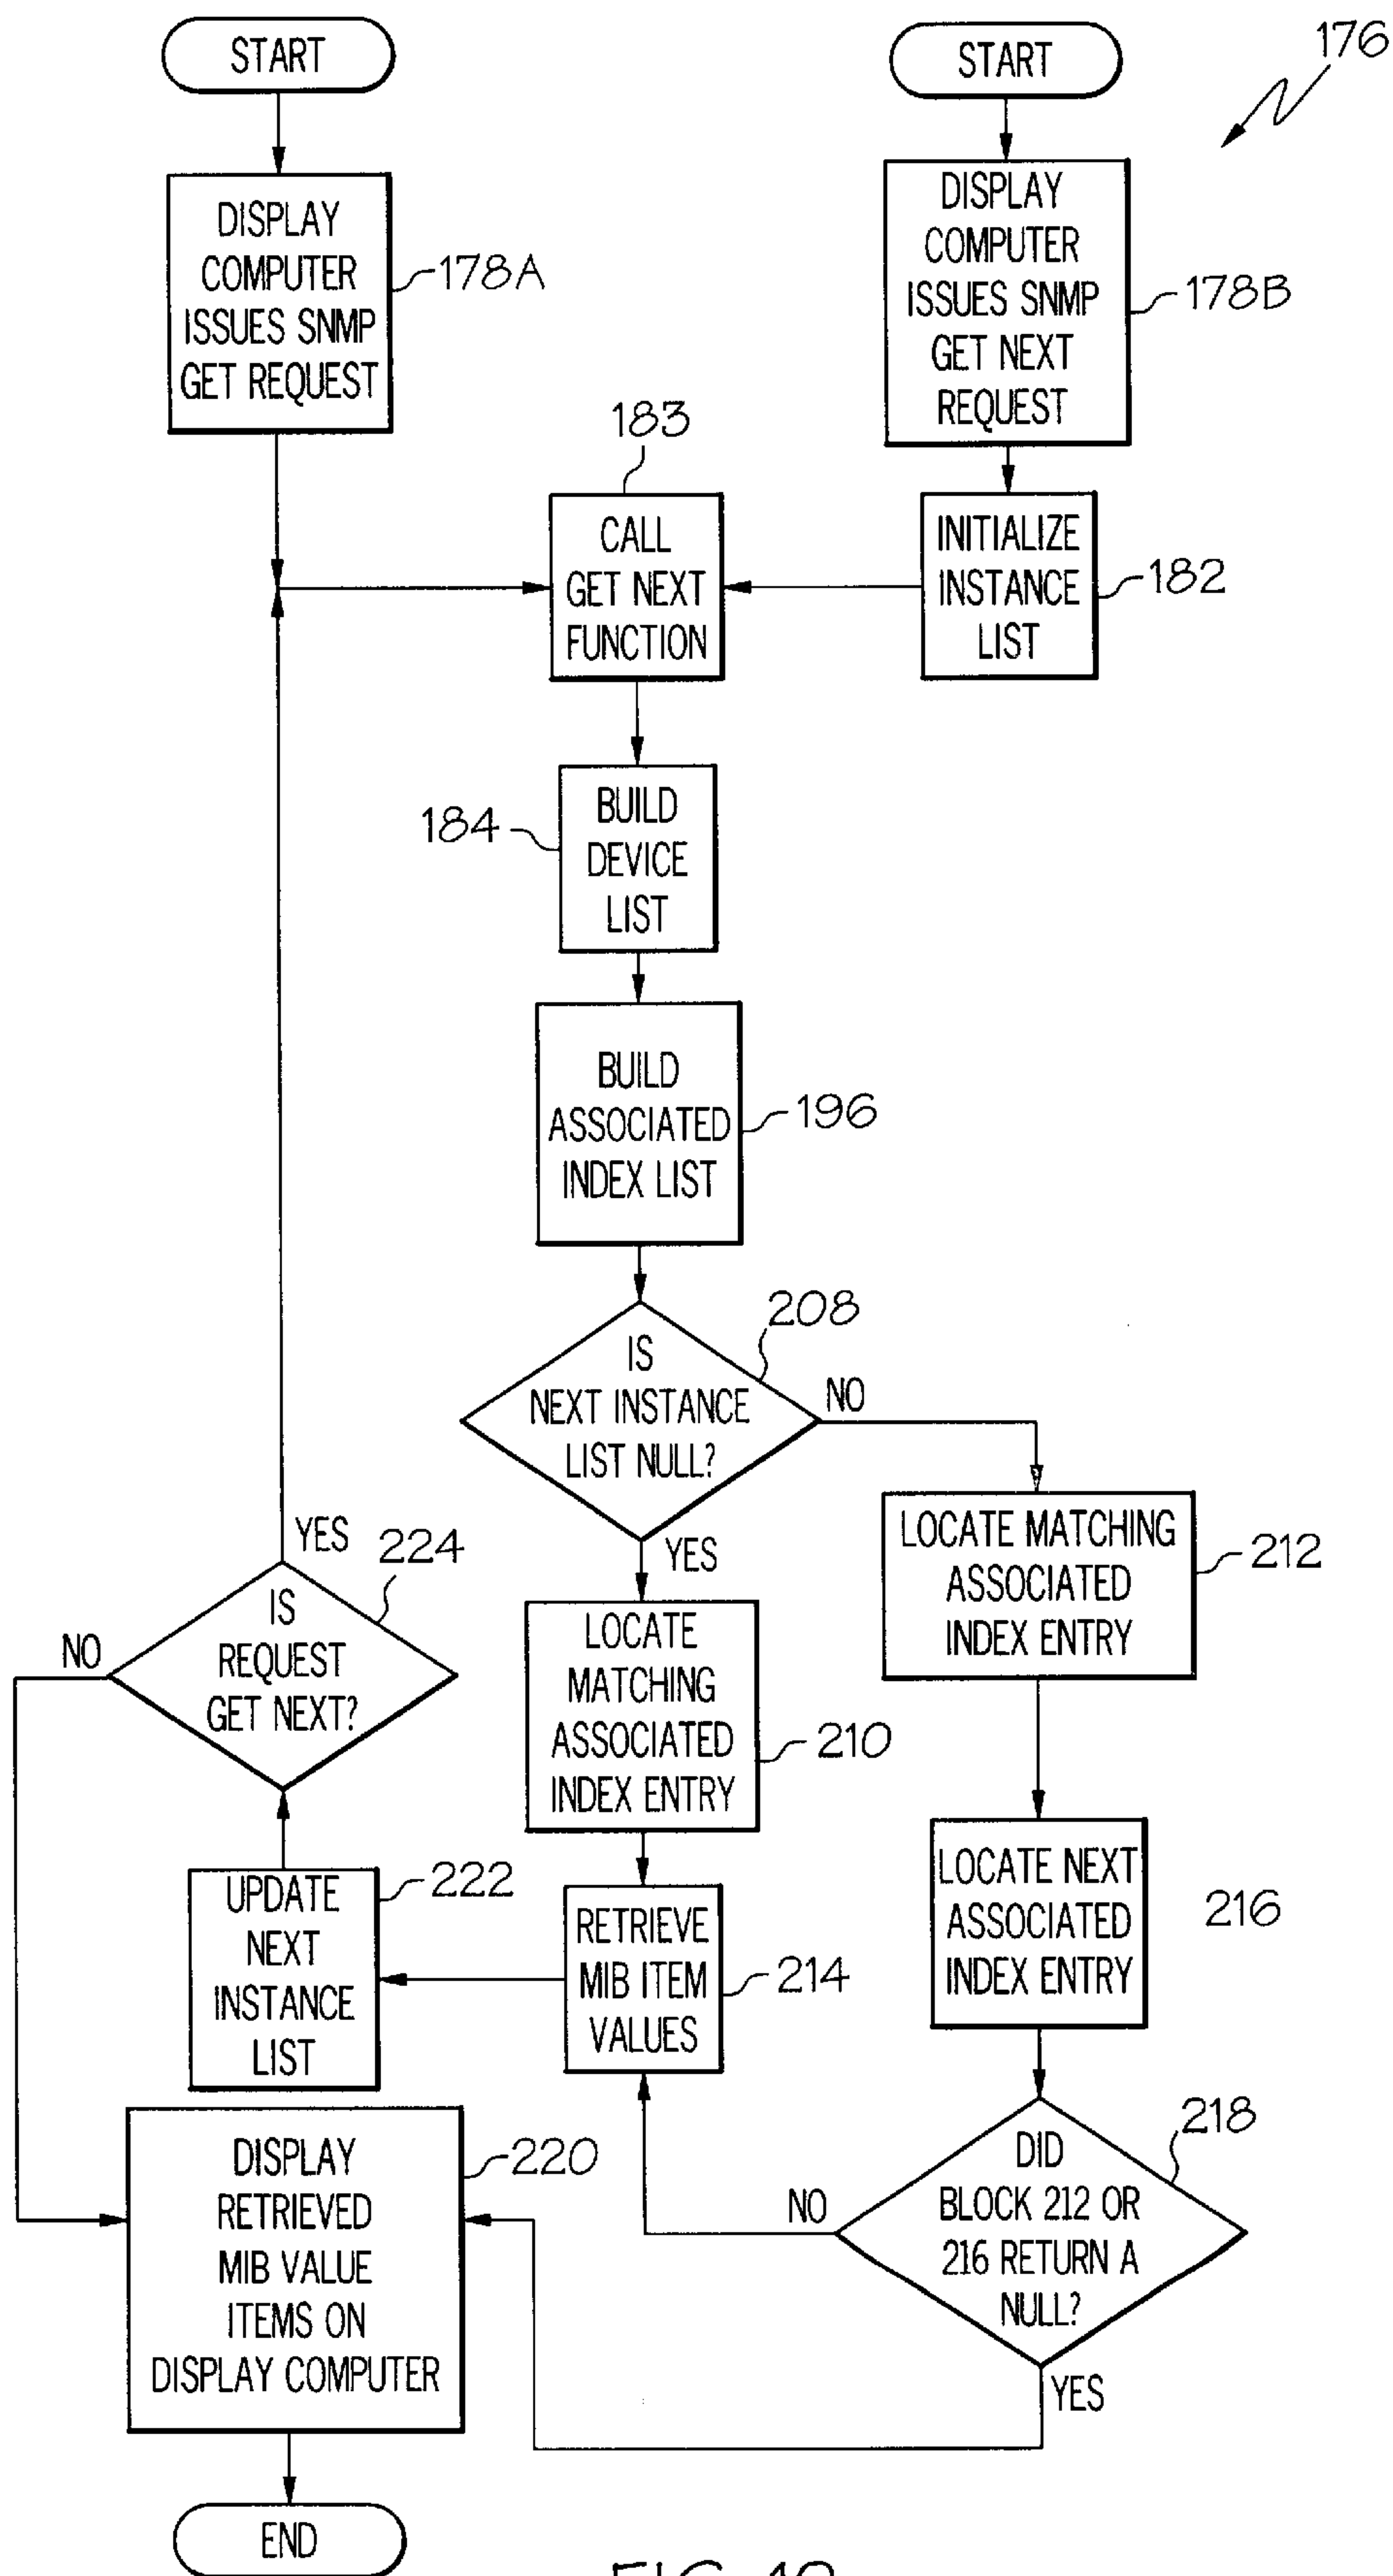 START
START
176
DISPLAY
COMPUTER
ISSUES SNMP
GET REQUEST
178A
DISPLAY
COMPUTER
ISSUES SNMP
GET NEXT
REQUEST
178B
183
CALL
GET NEXT
FUNCTION
INITIALIZE
INSTANCE
LIST
182
184
BUILD
DEVICE
LIST
BUILD
ASSOCIATED
INDEX LIST
196
208
IS
NEXT INSTANCE
LIST NULL?
NO
YES
LOCATE MATCHING
ASSOCIATED
INDEX ENTRY
212
YES
224
IS
REQUEST
GET NEXT?
NO
LOCATE
MATCHING
ASSOCIATED
INDEX ENTRY
210
LOCATE NEXT
ASSOCIATED
INDEX ENTRY
216
UPDATE
NEXT
INSTANCE
LIST
222
RETRIEVE
MIB ITEM
VALUES
214
218
DID
BLOCK 212 OR
216 RETURN A
NULL?
NO
YES
DISPLAY
RETRIEVED
MIB VALUE
ITEMS ON
DISPLAY COMPUTER
220
END